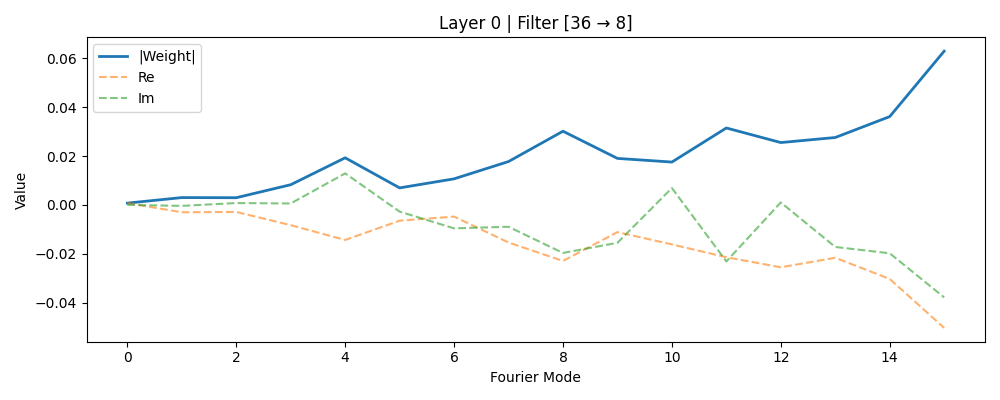 Layer 0 | Filter [36 → 8]
|Weight|
Re
Im
0.06
0.04
0.02
0.00
−0.02
−0.04
Value
0 2 4 6 8 10 12 14
Fourier Mode